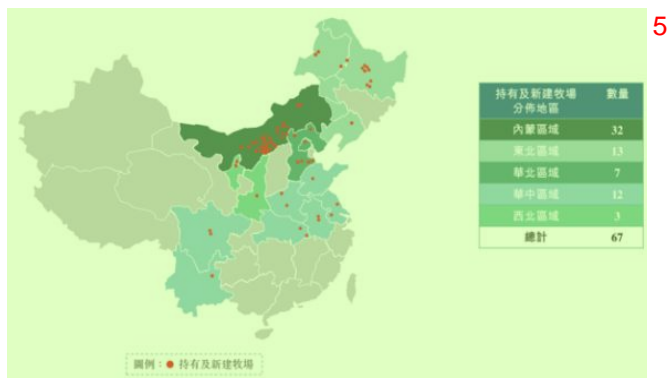 5
持有及新建牧場
分佈地區 數量
內蒙區域 32
東北區域 13
華北區域 7
華中區域 12
西北區域 3
總計 67
圖例：● 持有及新建牧場